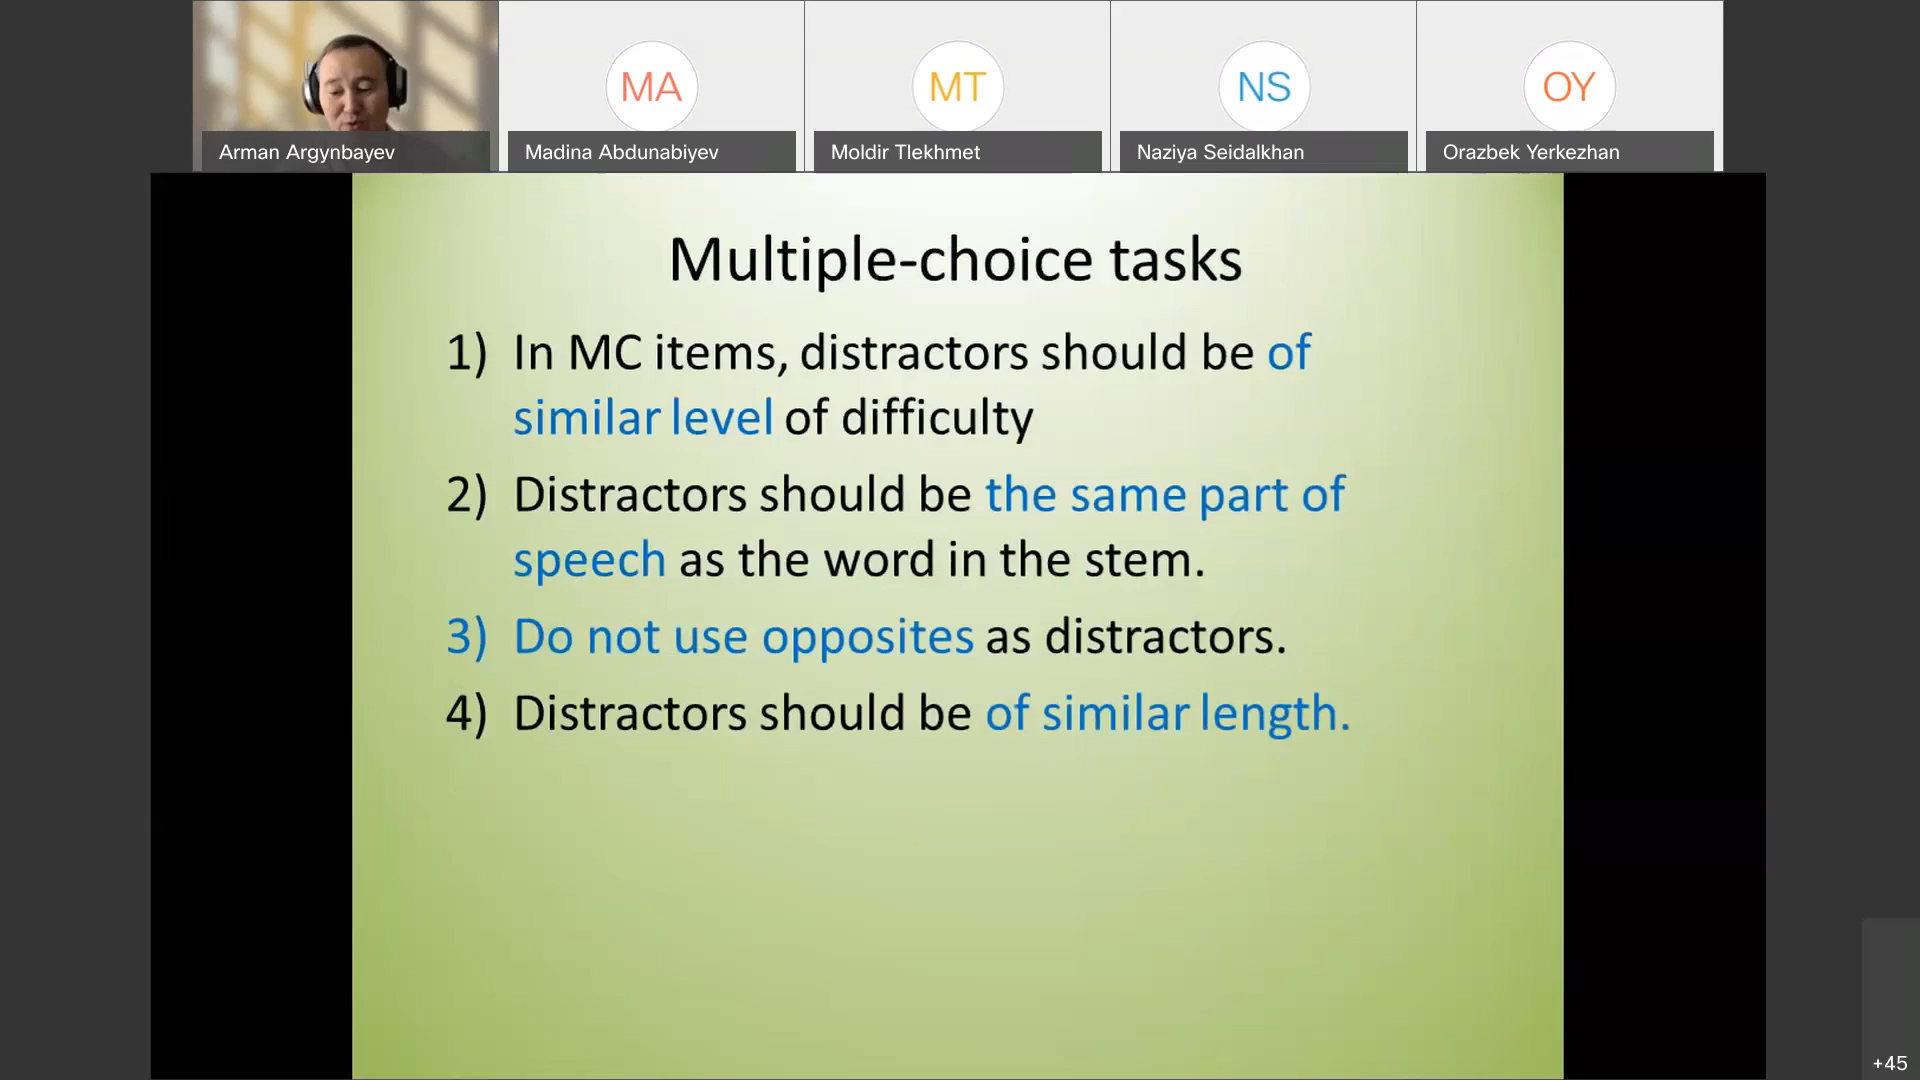 MA
MT
NS
OY
Arman Argynbayev
Madina Abdunabiyev
Moldir Tlekhmet
Naziya Seidalkhan
Orazbek Yerkezhan
Multiple-choice tasks
1) In MC items, distractors should be of
similar level of difficulty
2) Distractors should be the same part of
speech as the word in the stem.
3) Do not use opposites as distractors.
4) Distractors should be of similar length.
+45